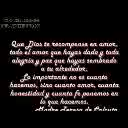 Que Dios te recompense en amor,
todo el amor que hayas dado y toda
alegría y paz que hayas sembrado
a tu alrededor.
Lo importante no es cuanto
hacemos, sino cuanto amor, cuanta
honestidad y cuanta fe ponemos en
lo que hacemos.
Madre Teresa de Calcuta